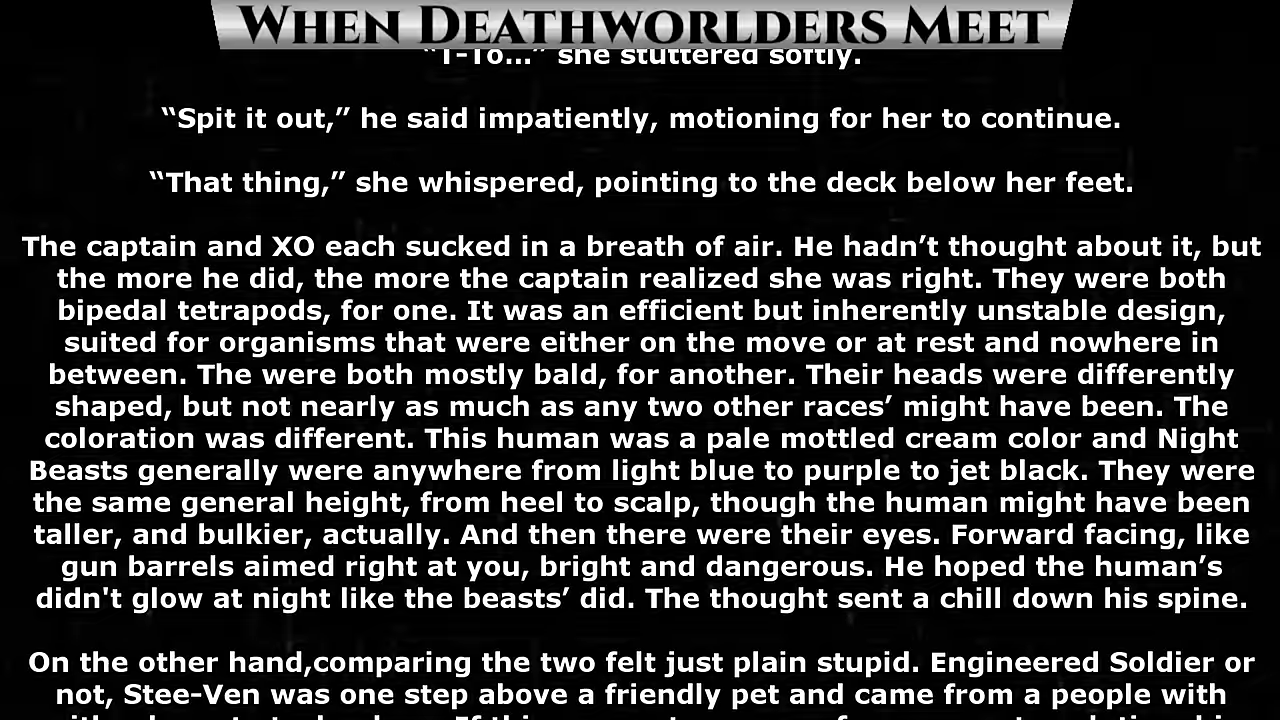 WHEN DEATHWORLDERS MEET
“T-To...” she stuttered softly.
“Spit it out,” he said impatiently, motioning for her to continue.
“That thing,” she whispered, pointing to the deck below her feet.
The captain and XO each sucked in a breath of air. He hadn’t thought about it, but
the more he did, the more the captain realized she was right. They were both
bipedal tetrapods, for one. It was an efficient but inherently unstable design,
suited for organisms that were either on the move or at rest and nowhere in
between. The were both mostly bald, for another. Their heads were differently
shaped, but not nearly as much as any two other races’ might have been. The
coloration was different. This human was a pale mottled cream color and Night
Beasts generally were anywhere from light blue to purple to jet black. They were
the same general height, from heel to scalp, though the human might have been
taller, and bulkier, actually. And then there were their eyes. Forward facing, like
gun barrels aimed right at you, bright and dangerous. He hoped the human’s
didn't glow at night like the beasts’ did. The thought sent a chill down his spine.
On the other hand,comparing the two felt just plain stupid. Engineered Soldier or
not, Stee-Ven was one step above a friendly pet and came from a people with